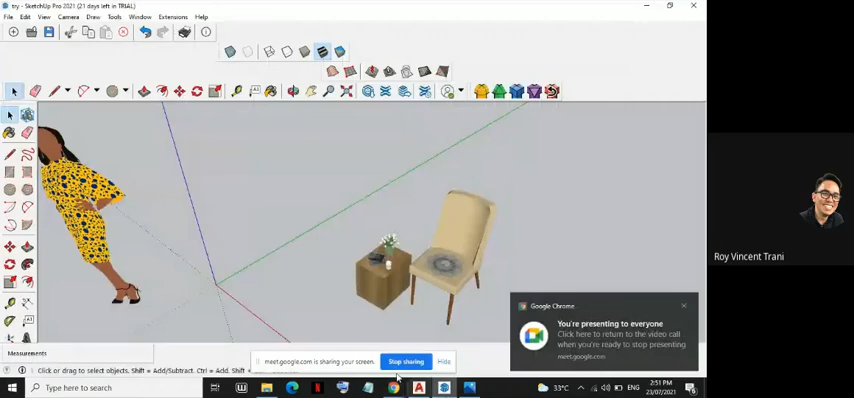 try - SketchUp Pro 2021 (21 days left in TRIAL)
File Edit View Camera Draw Tools Window Extensions Help
Roy Vincent Trani
Google Chrome
You're presenting to everyone
Click here to return to the video call
when you're ready to stop presenting
meet.google.com
Measurements
meet.google.com is sharing your screen. Stop sharing Hide
Click or drag to select objects. Shift = Add/Subtract. Ctrl = Add. Shift
Type here to search
33°C
ENG
2:51 PM
23/07/2021